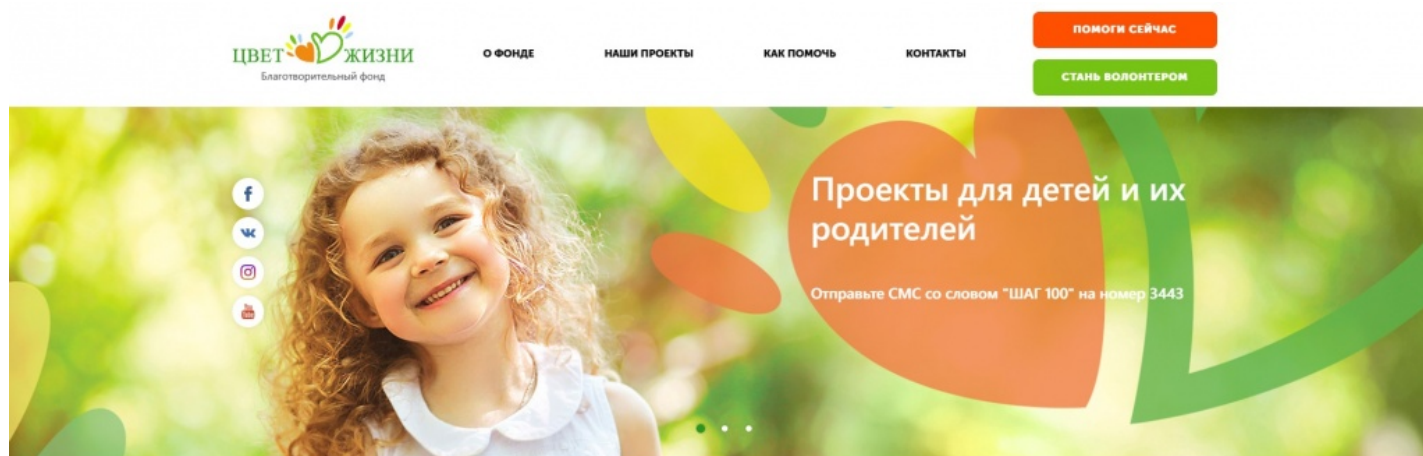 ЦВЕТ ЖИЗНИ
Благотворительный фонд
О ФОНДЕ
НАШИ ПРОЕКТЫ
КАК ПОМОЧЬ
КОНТАКТЫ
ПОМОГИ СЕЙЧАС
СТАНЬ ВОЛОНТЕРОМ
Проекты для детей и их
родителей
Отправьте СМС со словом "ШАГ 100" на номер 3443